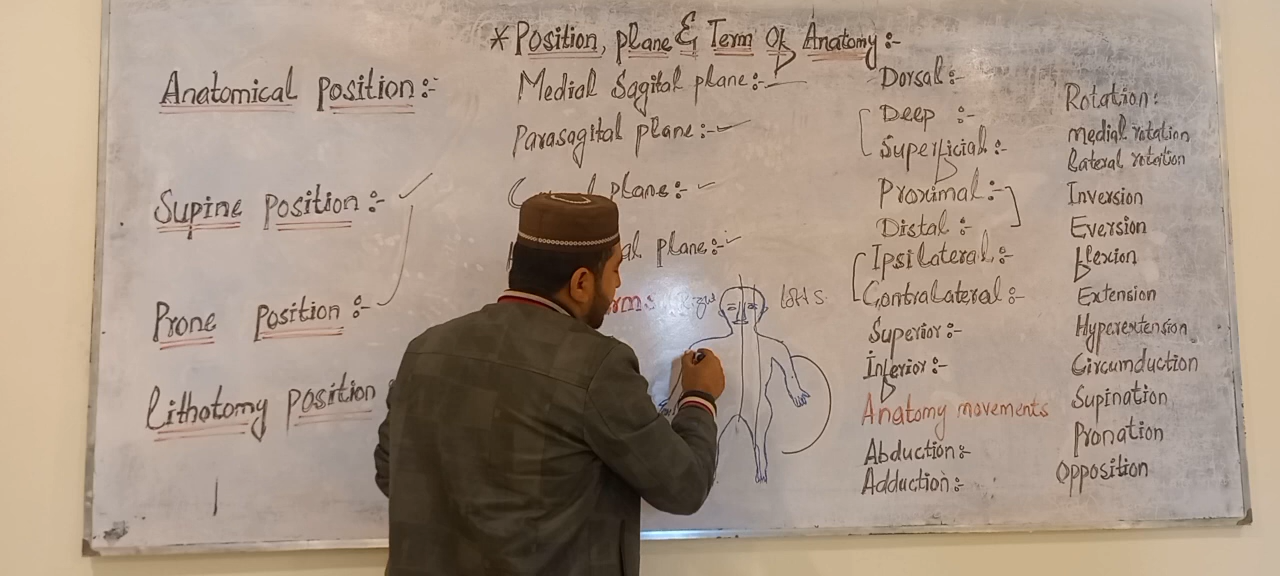 * Position, plane & Term Of Anatomy :-
Anatomical position :-
Supine position :-
Prone position :-
Lithotomy position
Medial Sagital plane :-
Parasagital plane :-
plane :-
plane :-
Dorsal :-
Deep :-
Superficial :-
Proximal :-
Distal :-
Ipsilateral :-
Contralateral :-
Superior :-
Inferior :-
Anatomy movements
Abduction :-
Adduction :-
Rotation :
medial rotation
lateral rotation
Inversion
Eversion
flexion
Extension
Hyperextension
Circumduction
Supination
Pronation
Opposition